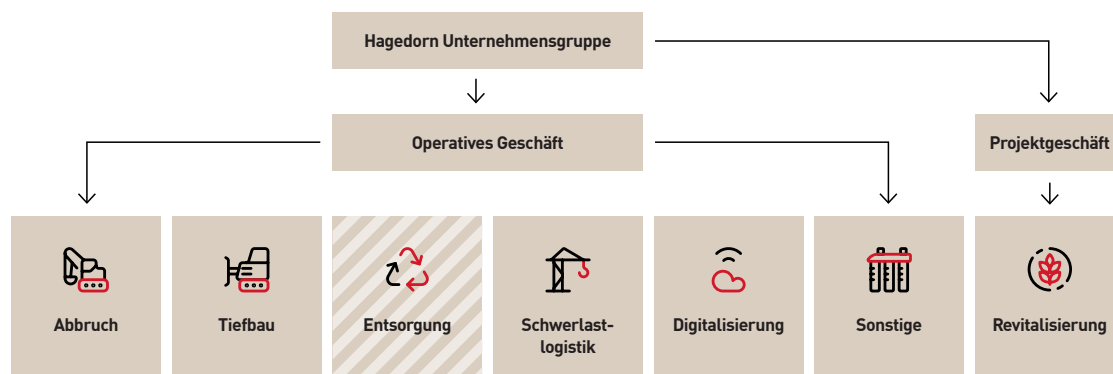 Hagedorn Unternehmensgruppe
Operatives Geschäft
Projektgeschäft
Abbruch
Tiefbau
Entsorgung
Schwerlast-
logistik
Digitalisierung
Sonstige
Revitalisierung